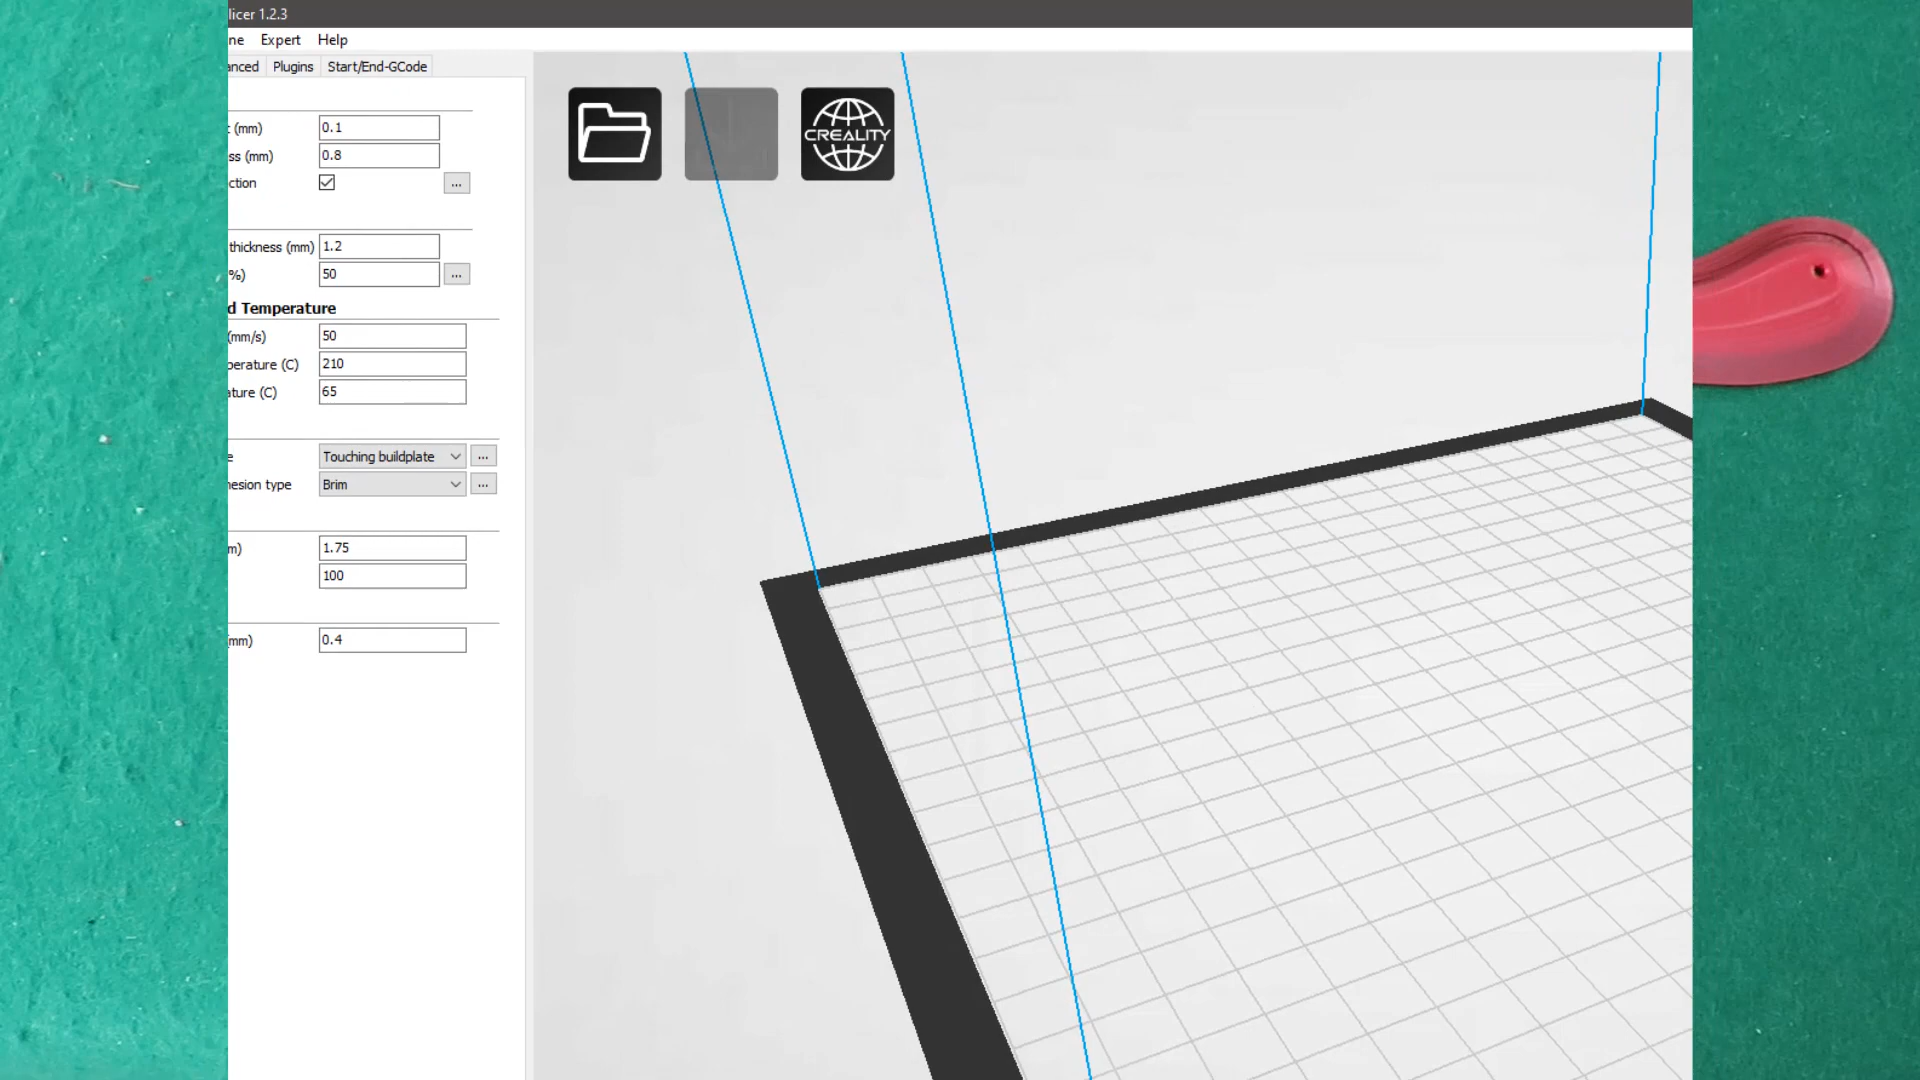 licer 1.2.3
ne Expert Help
anced Plugins Start/End-GCode
t (mm) 0.1
ss (mm) 0.8
ction ...
thickness (mm) 1.2
%) 50 ...
d Temperature
(mm/s) 50
perature (C) 210
ature (C) 65
e Touching buildplate ...
hesion type Brim ...
m) 1.75
100
(mm) 0.4
CREALITY